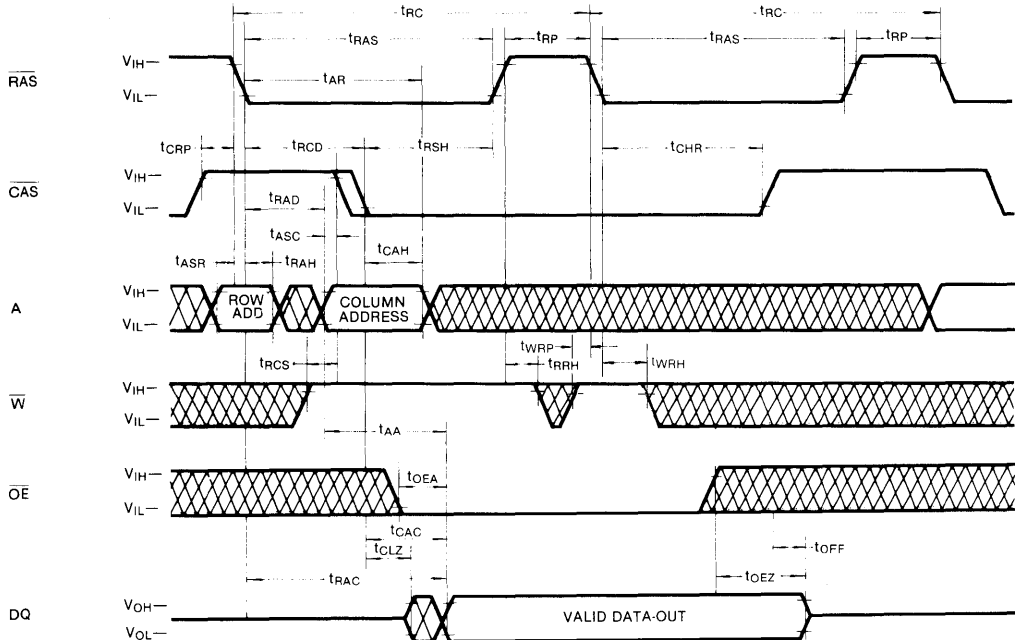 tRC tRC
tRAS tRP tRAS tRP
RAS VIH— tAR
VIL—
tCRP tRCD tRSH tCHR
CAS VIH—
VIL— tRAD
tASC
tASR tRAH tCAH
A VIH— ROW ADD COLUMN ADDRESS
VIL—
tRCS tWRP tRRH tWRH
W VIH—
VIL—
tAA
OE VIH— tOEA
VIL—
tCAC
tCLZ tOFF
tRAC tOEZ
DQ VOH— VALID DATA-OUT
VOL—